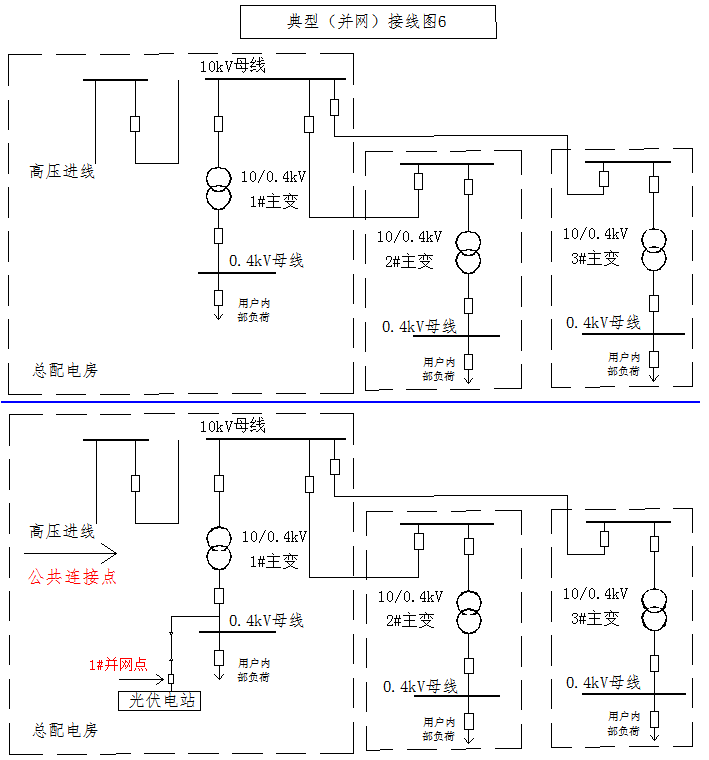 典型（并网）接线图6
10kV母线
高压进线
10/0.4kV
1#主变
0.4kV母线
用户内
部负荷
总配电房
10/0.4kV
2#主变
0.4kV母线
用户内
部负荷
10/0.4kV
3#主变
0.4kV母线
用户内
部负荷
10kV母线
高压进线
公共连接点
10/0.4kV
1#主变
0.4kV母线
1#并网点
用户内
部负荷
光伏电站
总配电房
10/0.4kV
2#主变
0.4kV母线
用户内
部负荷
10/0.4kV
3#主变
0.4kV母线
用户内
部负荷